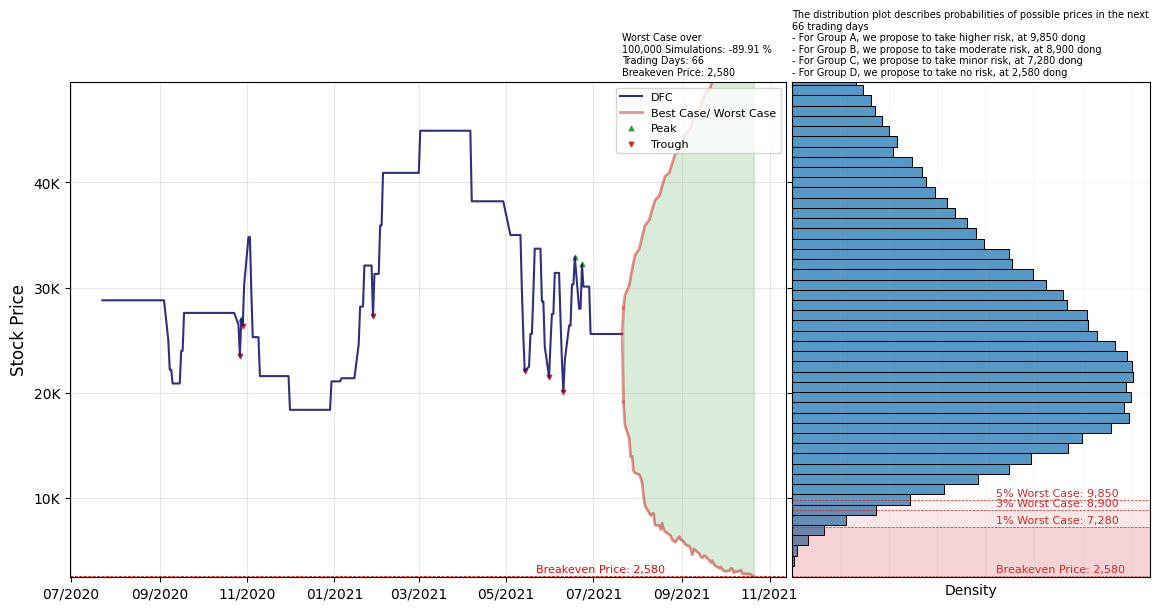 The distribution plot describes probabilities of possible prices in the next
66 trading days
- For Group A, we propose to take higher risk, at 9,850 dong
- For Group B, we propose to take moderate risk, at 8,900 dong
- For Group C, we propose to take minor risk, at 7,280 dong
- For Group D, we propose to take no risk, at 2,580 dong
Worst Case over
100,000 Simulations: -89.91 %
Trading Days: 66
Breakeven Price: 2,580
DFC
Best Case/ Worst Case
Peak
Trough
Stock Price
40K
30K
20K
10K
5% Worst Case: 9,850
3% Worst Case: 8,900
1% Worst Case: 7,280
Breakeven Price: 2,580
Breakeven Price: 2,580
07/2020
09/2020
11/2020
01/2021
03/2021
05/2021
07/2021
09/2021
11/2021
Density